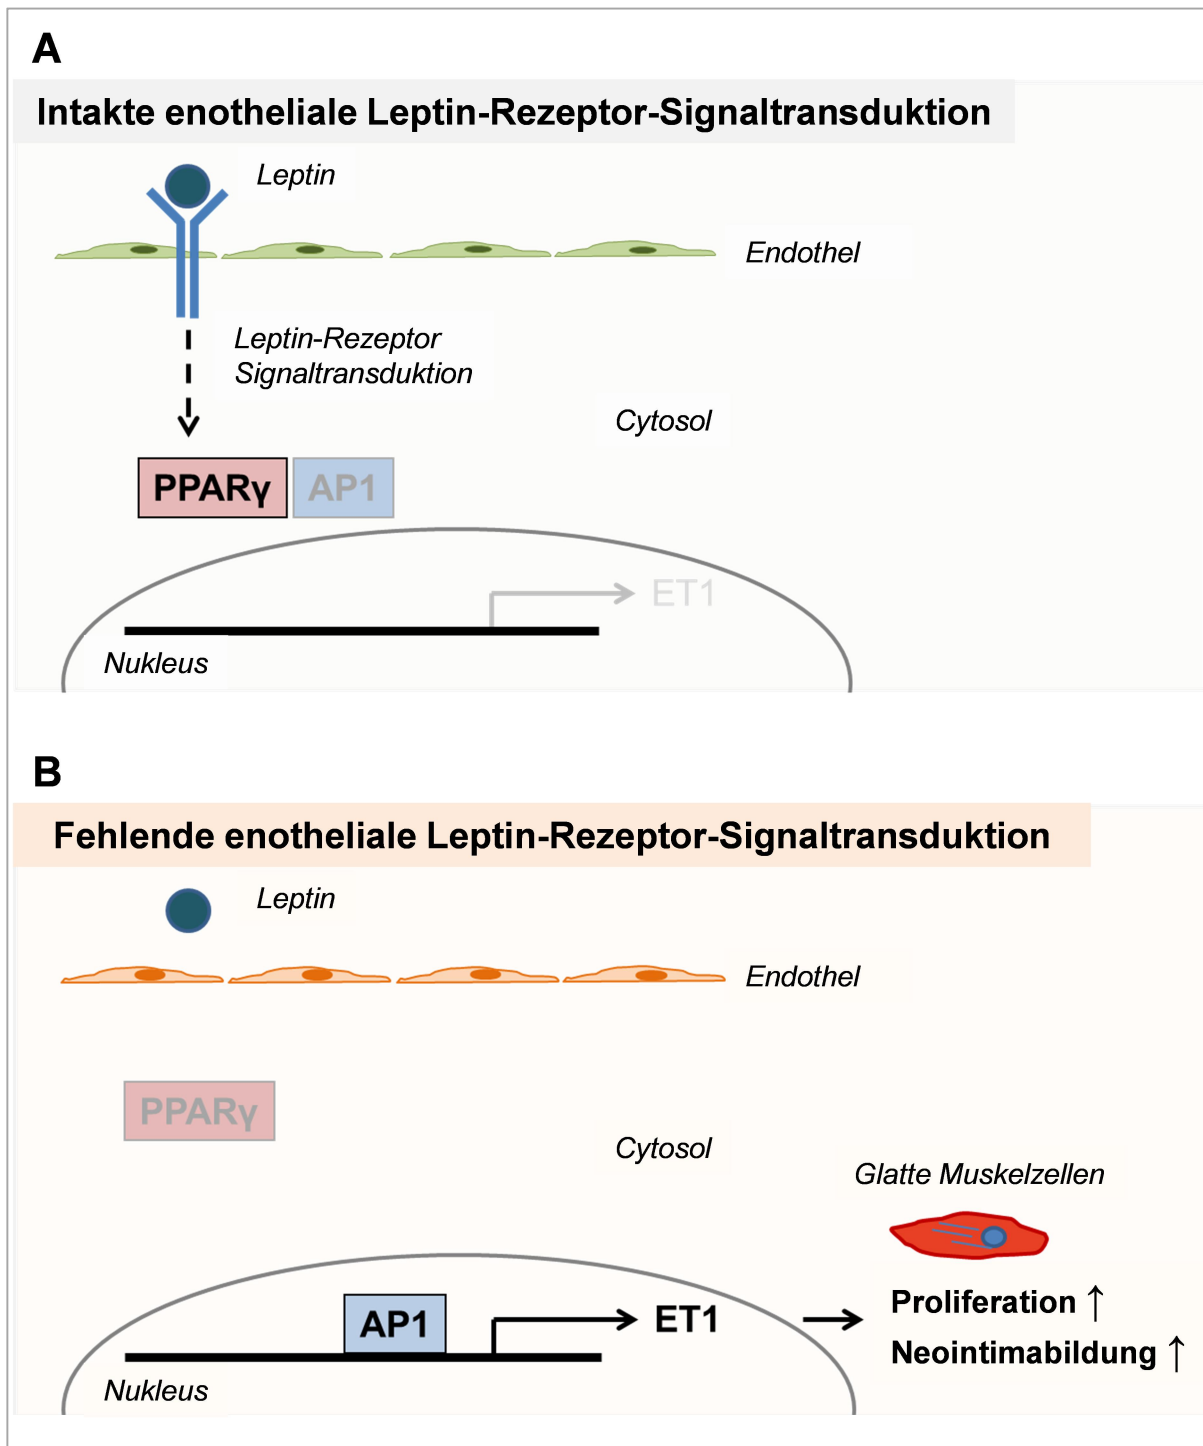 A
Intakte enotheliale Leptin-Rezeptor-Signaltransduktion
Leptin
Endothel
Leptin-Rezeptor
Signaltransduktion
Cytosol
PPARγ AP1
ET1
Nukleus
B
Fehlende enotheliale Leptin-Rezeptor-Signaltransduktion
Leptin
Endothel
PPARγ
Cytosol
Glatte Muskelzellen
AP1
ET1
Proliferation ↑
Neointimabildung ↑
Nukleus